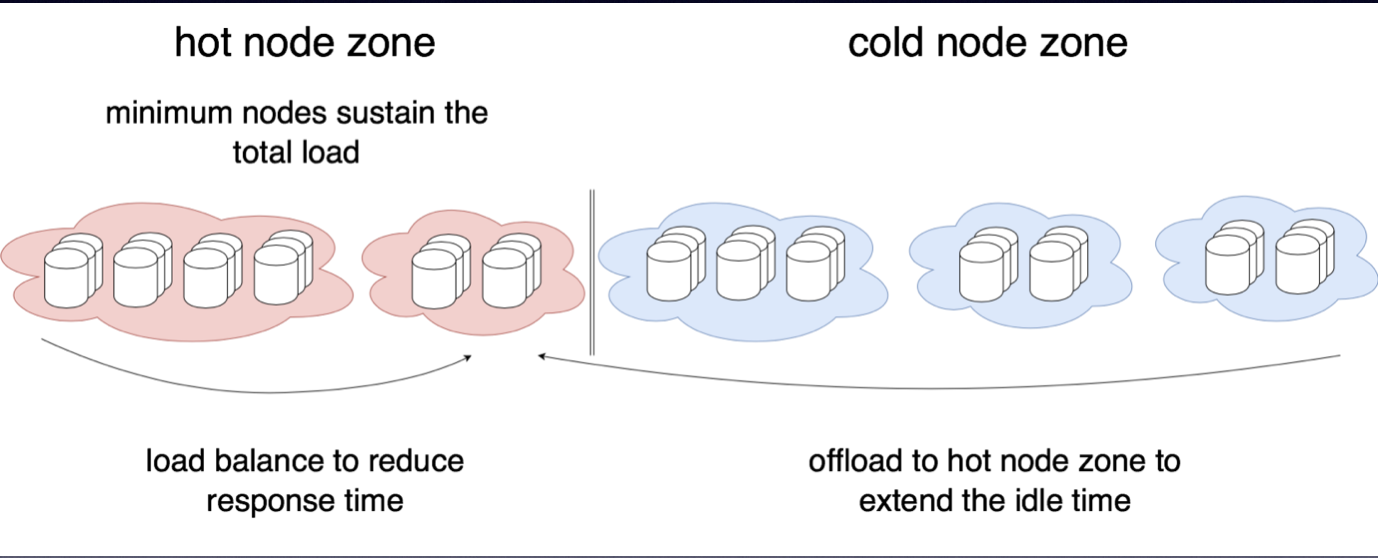 hot node zone
cold node zone
minimum nodes sustain the
total load
load balance to reduce
response time
offload to hot node zone to
extend the idle time